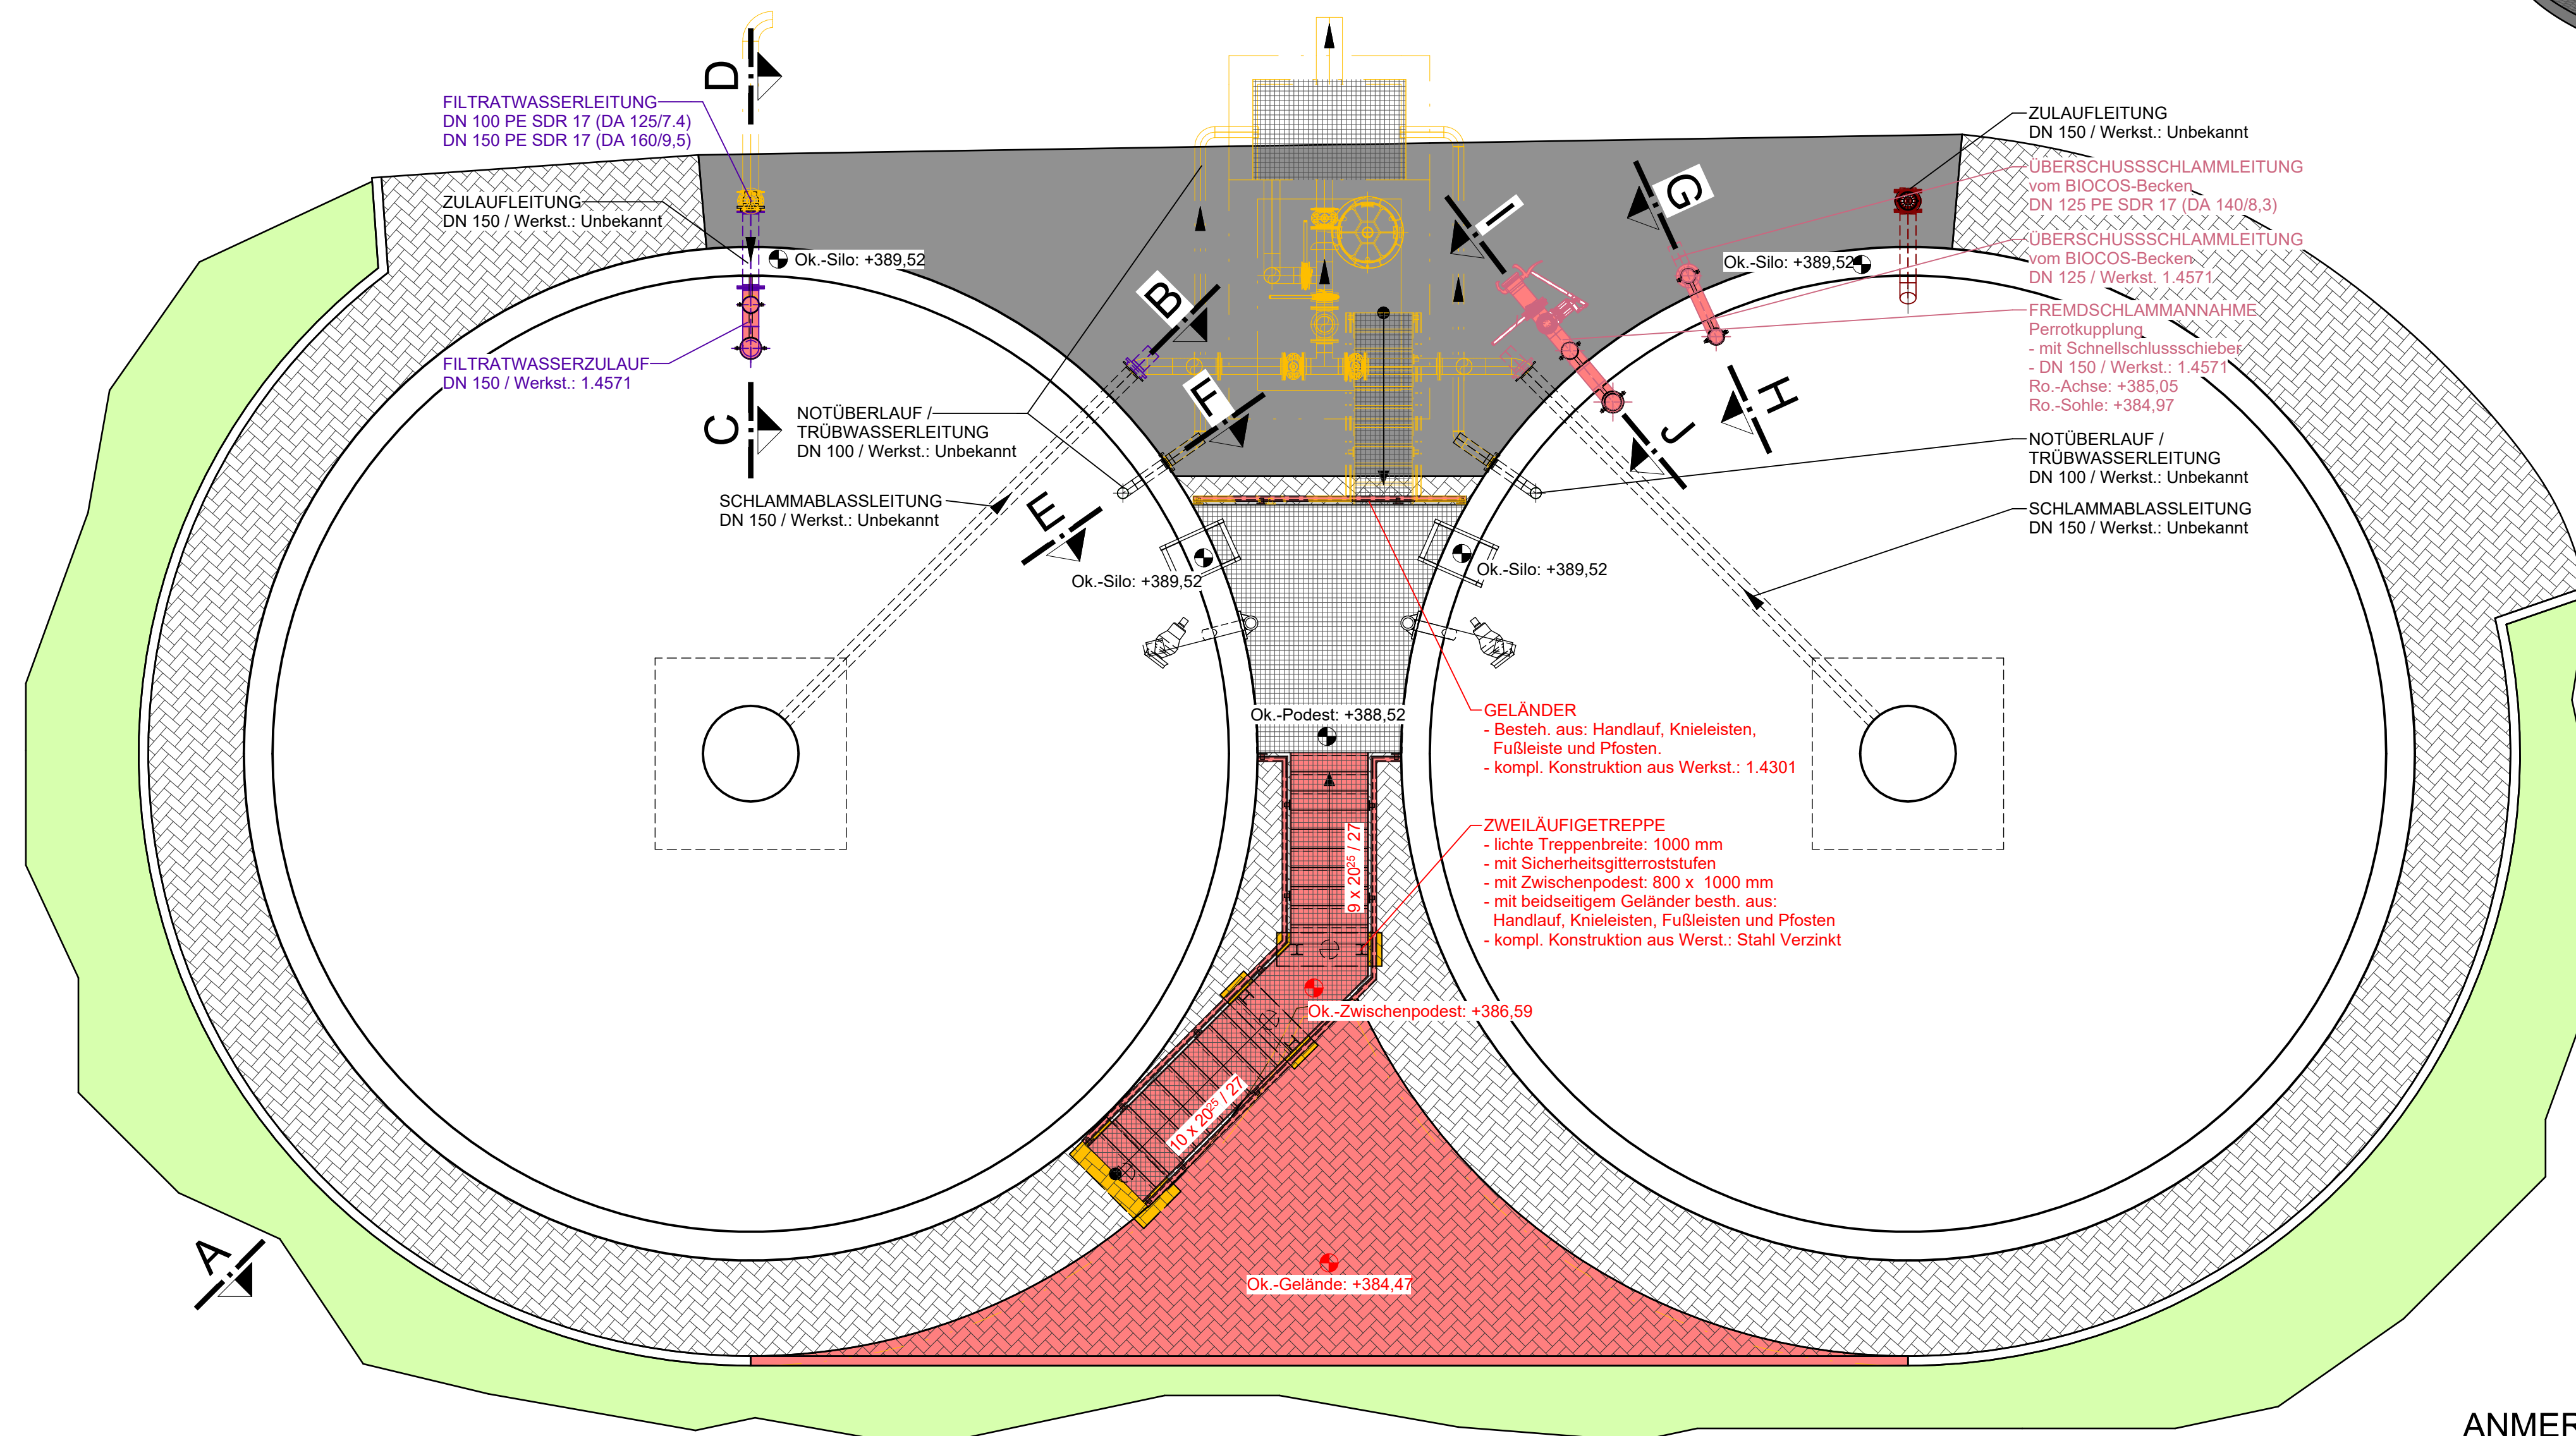 D
FILTRATWASSERLEITUNG
DN 100 PE SDR 17 (DA 125/7.4)
DN 150 PE SDR 17 (DA 160/9,5)
ZULAUFLEITUNG
DN 150 / Werkst.: Unbekannt
Ok.-Silo: +389,52
FILTRATWASSERZULAUF
DN 150 / Werkst.: 1.4571
C
NOTÜBERLAUF /
TRÜBWASSERLEITUNG
DN 100 / Werkst.: Unbekannt
SCHLAMMABLASSLEITUNG
DN 150 / Werkst.: Unbekannt
B
F
E
Ok.-Silo: +389,52
I
G
H
J
Ok.-Silo: +389,52
ZULAUFLEITUNG
DN 150 / Werkst.: Unbekannt
ÜBERSCHUSSSCHLAMMLEITUNG
vom BIOCOS-Becken
DN 125 PE SDR 17 (DA 140/8,3)
ÜBERSCHUSSSCHLAMMLEITUNG
vom BIOCOS-Becken
DN 125 / Werkst. 1.4571
FREMDSCHLAMMANNAHME
Perrotkupplung
- mit Schnellschlussschieber
- DN 150 / Werkst.: 1.4571
Ro.-Achse: +385,05
Ro.-Sohle: +384,97
NOTÜBERLAUF /
TRÜBWASSERLEITUNG
DN 100 / Werkst.: Unbekannt
SCHLAMMABLASSLEITUNG
DN 150 / Werkst.: Unbekannt
Ok.-Silo: +389,52
Ok.-Podest: +388,52
GELÄNDER
- Besteh. aus: Handlauf, Knieleisten,
Fußleiste und Pfosten.
- kompl. Konstruktion aus Werkst.: 1.4301
ZWEILÄUFIGETREPPE
- lichte Treppenbreite: 1000 mm
- mit Sicherheitsgitterroststufen
- mit Zwischenpodest: 800 x  1000 mm
- mit beidseitigem Geländer besth. aus:
Handlauf, Knieleisten, Fußleisten und Pfosten
- kompl. Konstruktion aus Werst.: Stahl Verzinkt
9 x 20²⁵ / 27
Ok.-Zwischenpodest: +386,59
10 x 20²⁵ / 27
A
Ok.-Gelände: +384,47
ANMER